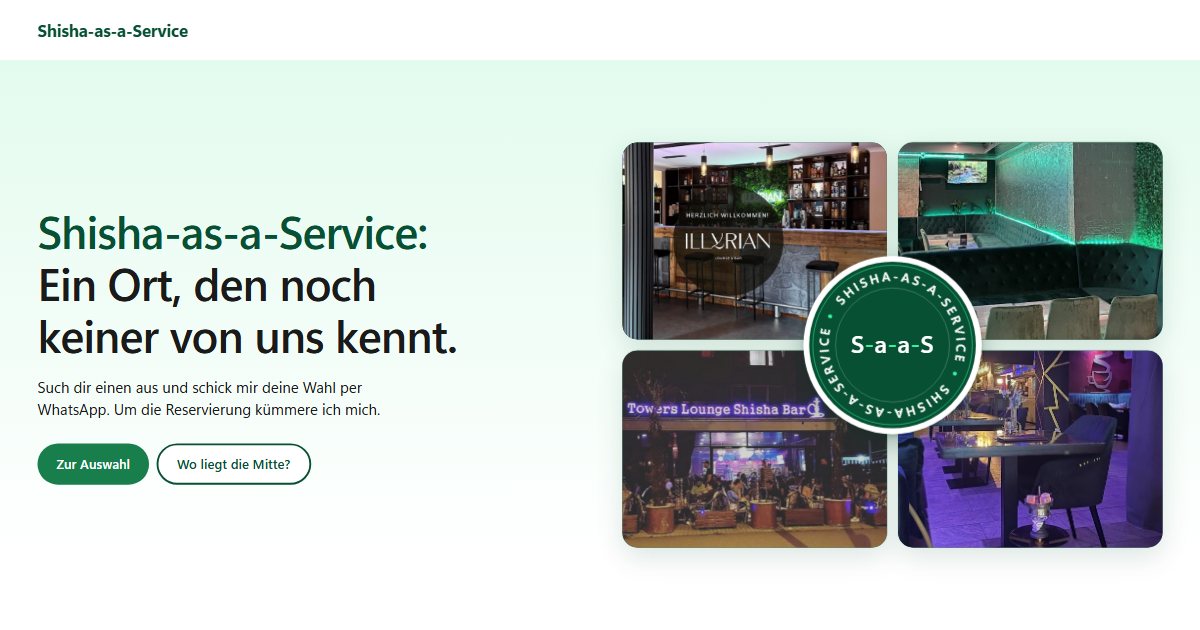 Shisha-as-a-Service
Shisha-as-a-Service:
Ein Ort, den noch
keiner von uns kennt.
Such dir einen aus und schick mir deine Wahl per
WhatsApp. Um die Reservierung kümmere ich mich.
Zur Auswahl
Wo liegt die Mitte?
HERZLICH WILLKOMMEN!
ILLYRIAN
SHISHA-AS-A-SERVICE • SHISHA-AS-A-SERVICE •
S-a-a-S
Towers Lounge Shisha Bar